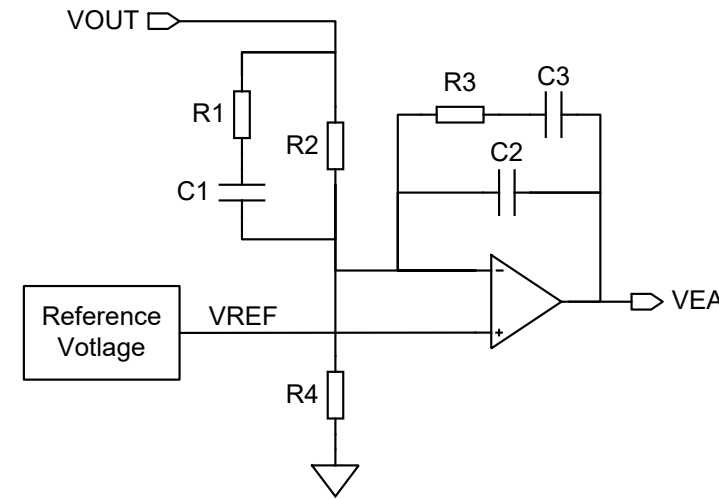 VOUT
R1
R2
C1
R3
C3
C2
Reference
Votlage
VREF
-
+
VEA
R4